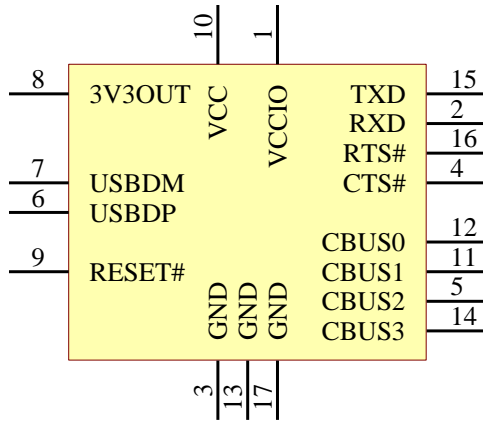 10 1
8 3V3OUT VCC VCCIO TXD 15
RXD 2
RTS# 16
7 USBDM CTS# 4
6 USBDP
CBUS0 12
9 RESET# CBUS1 11
GND GND GND CBUS2 5
CBUS3 14
3 13 17